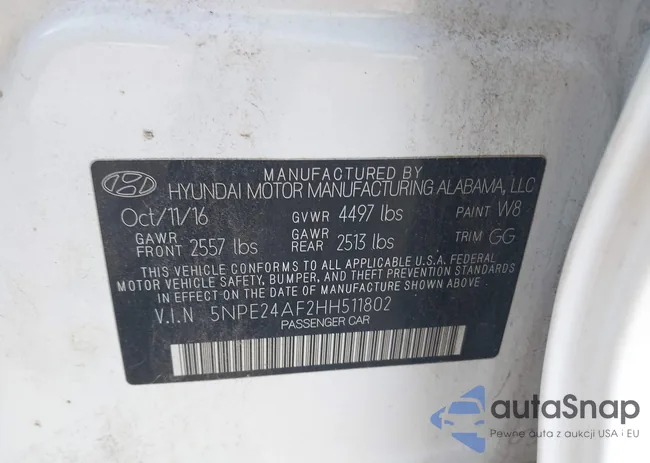 MANUFACTURED BY
HYUNDAI MOTOR MANUFACTURING ALABAMA, LLC
Oct/11/16 GVWR 4497 lbs PAINT W8
GAWR FRONT 2557 lbs GAWR REAR 2513 lbs TRIM GG
THIS VEHICLE CONFORMS TO ALL APPLICABLE U.S.A. FEDERAL
MOTOR VEHICLE SAFETY, BUMPER, AND THEFT PREVENTION STANDARDS
IN EFFECT ON THE DATE OF MANUFACTURE SHOWN ABOVE.
V.I.N 5NPE24AF2HH511802
PASSENGER CAR
autaSnap
Pewne auta z aukcji USA i EU